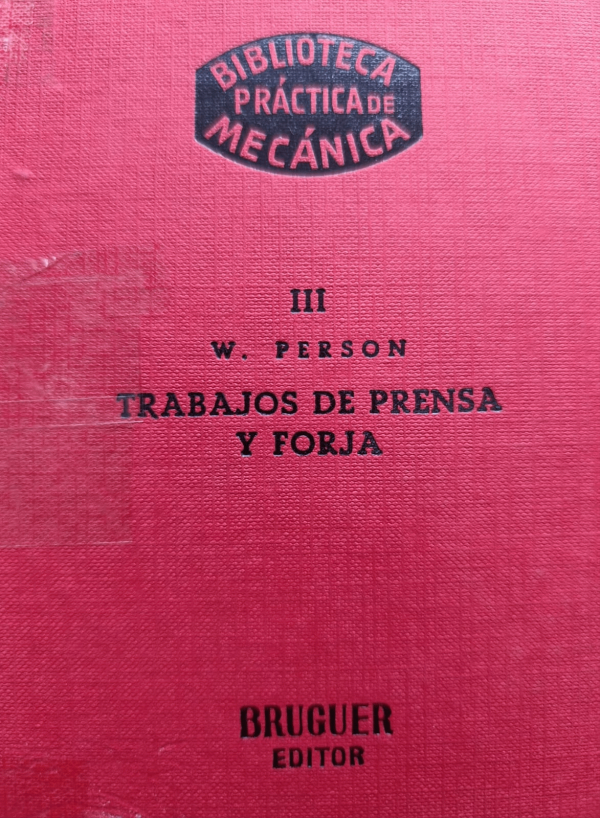 BIBLIOTECA
PRÁCTICA DE
MECÁNICA
III
W. PERSON
TRABAJOS DE PRENSA
Y FORJA
BRUGUER
EDITOR